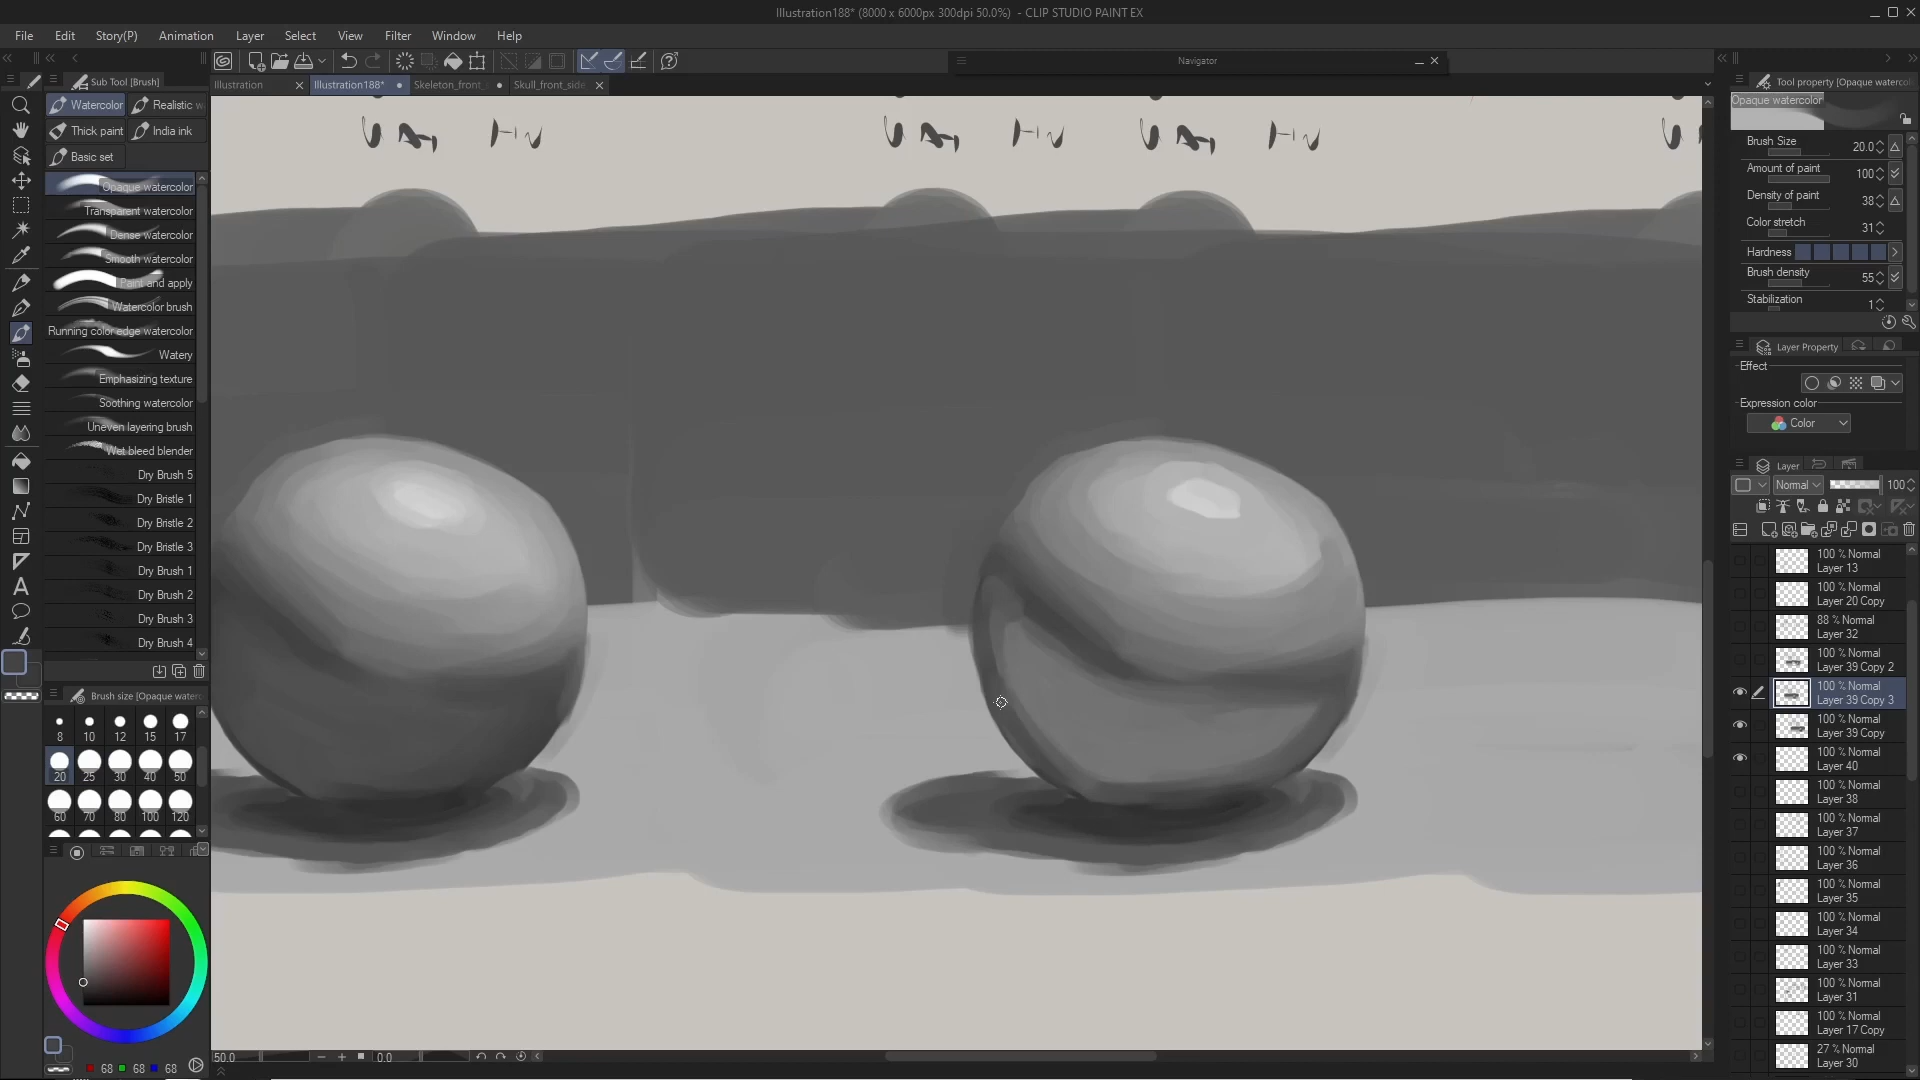 Illustration188* (8000 x 6000px 300dpi 50.0%) - CLIP STUDIO PAINT EX
File Edit Story(P) Animation Layer Select View Filter Window Help
Navigator
Sub Tool [Brush]
Illustration
Illustration188*
Skeleton_front_s
Skull_front_side
Watercolor
Realistic w
Thick paint
India ink
Basic set
Opaque watercolor
Transparent watercolor
Dense watercolor
Smooth watercolor
Paint and apply
Watercolor brush
Running color edge watercolor
Watery
Emphasizing texture
Soothing watercolor
Uneven layering brush
Wet bleed blender
Dry Brush 5
Dry Bristle 1
Dry Bristle 2
Dry Bristle 3
Dry Brush 1
Dry Brush 2
Dry Brush 3
Dry Brush 4
Brush size [Opaque waterc
8 10 12 15 17
20 25 30 40 50
60 70 80 100 120
68 68 68
50.0
0.0
Tool property [Opaque watercol
Opaque watercolor
Brush Size 20.0
Amount of paint 100
Density of paint 38
Color stretch 31
Hardness
Brush density 55
Stabilization 1
Layer Property
Effect
Expression color
Color
Layer
Normal 100
100 % Normal
Layer 13
100 % Normal
Layer 20 Copy
88 % Normal
Layer 32
100 % Normal
Layer 39 Copy 2
100 % Normal
Layer 39 Copy 3
100 % Normal
Layer 39 Copy
100 % Normal
Layer 40
100 % Normal
Layer 38
100 % Normal
Layer 37
100 % Normal
Layer 36
100 % Normal
Layer 35
100 % Normal
Layer 34
100 % Normal
Layer 33
100 % Normal
Layer 31
100 % Normal
Layer 17 Copy
27 % Normal
Layer 30